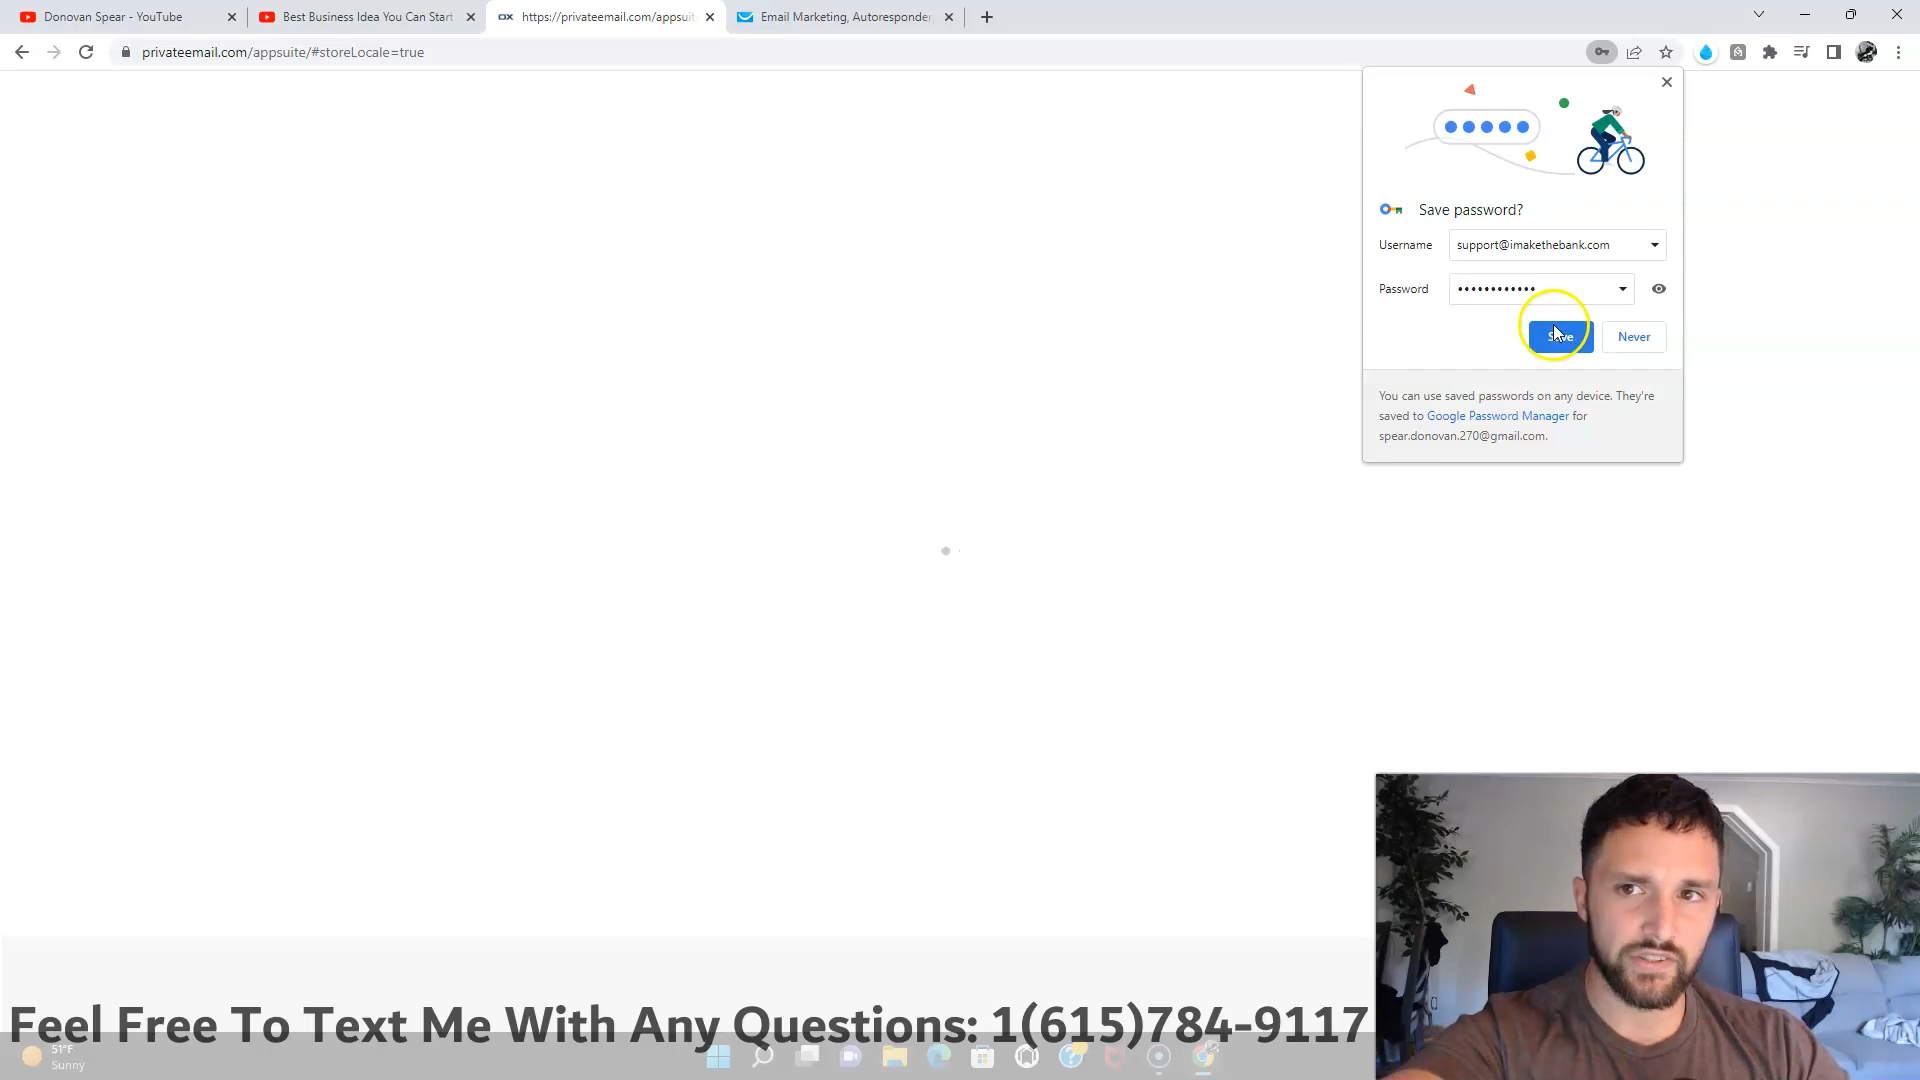 Donovan Spear - YouTube
Best Business Idea You Can Start
https://privateemail.com/appsuit
Email Marketing, Autoresponder
privateemail.com/appsuite/#storeLocale=true
Save password?
Username support@imakethebank.com
Password ••••••••••••
Save Never
You can use saved passwords on any device. They're
saved to Google Password Manager for
spear.donovan.270@gmail.com.
Feel Free To Text Me With Any Questions: 1(615)784-9117
51°F
Sunny